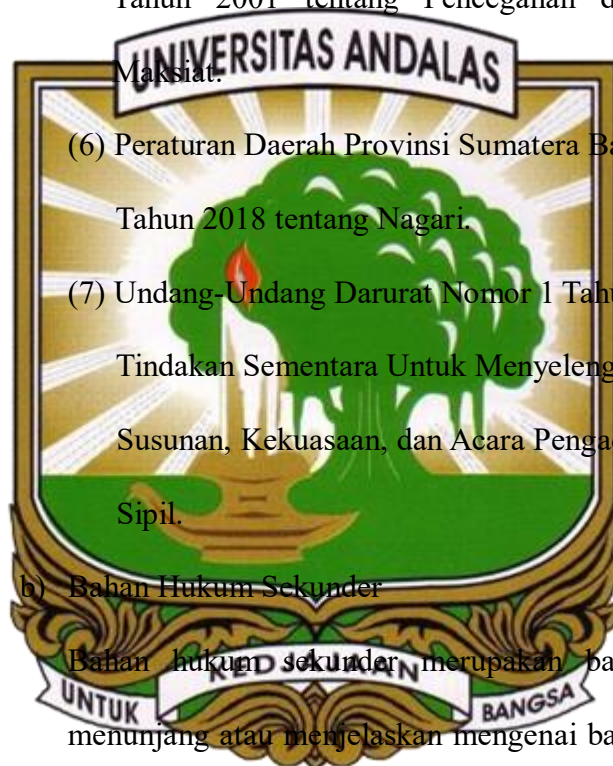 Tahun 2001 tentang Pencegahan d
UNIVERSITAS ANDALAS
Maksiat.
(6) Peraturan Daerah Provinsi Sumatera Ba
Tahun 2018 tentang Nagari.
(7) Undang-Undang Darurat Nomor 1 Tahu
Tindakan Sementara Untuk Menyeleng
Susunan, Kekuasaan, dan Acara Pengad
Sipil.
b) Bahan Hukum Sekunder
Bahan hukum sekunder merupakan ba
UNTUK KEDJAJAAN BANGSA
menunjang atau menjelaskan mengenai ba